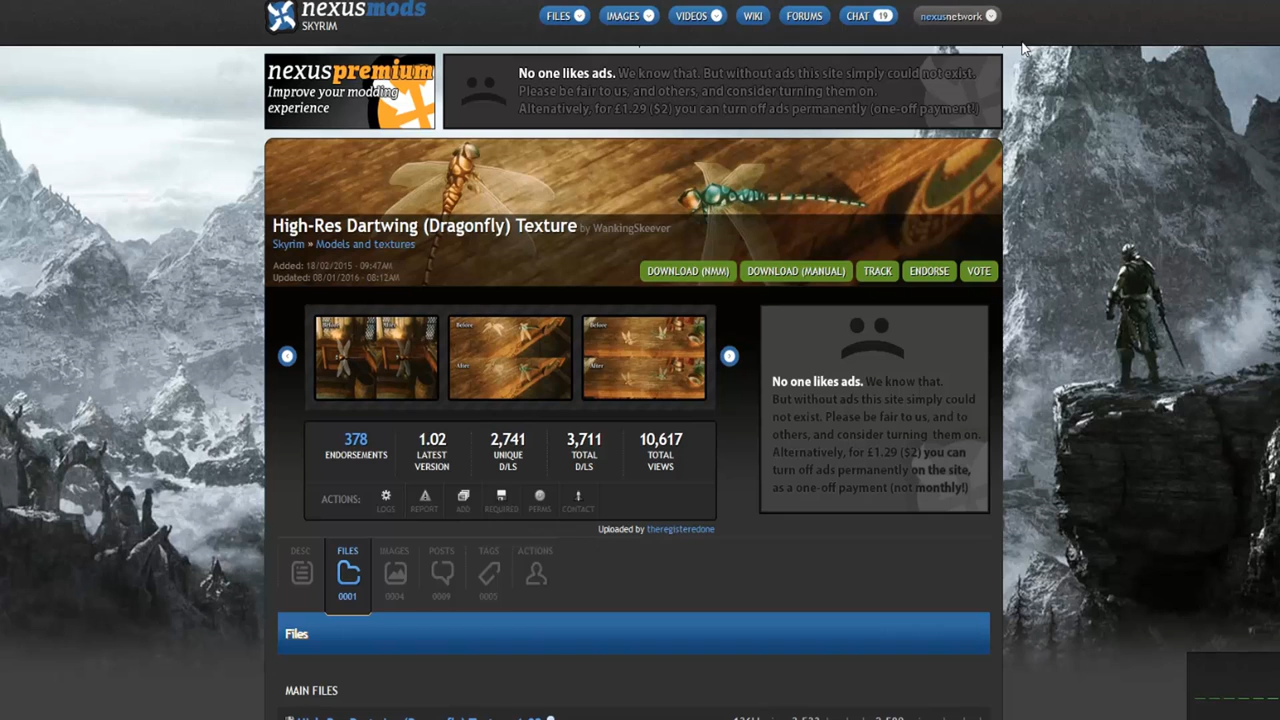 nexusmods
SKYRIM
FILES IMAGES VIDEOS WIKI FORUMS CHAT 19 nexusnetwork
nexuspremium
Improve your modding
experience
No one likes ads. We know that. But without ads this site simply could not exist.
Please be fair to us, and others, and consider turning them on.
Altenatively, for £1.29 ($2) you can turn off ads permanently (one-off payment!)
High-Res Dartwing (Dragonfly) Texture by WankingSkeever
Skyrim » Models and textures
Added: 18/02/2015 - 09:47AM
Updated: 08/01/2016 - 08:12AM
DOWNLOAD (NMM) DOWNLOAD (MANUAL) TRACK ENDORSE VOTE
Before After Before Before
After After
No one likes ads. We know that.
But without ads this site simply could
not exist. Please be fair to us, and to
others, and consider turning them on.
Alternatively, for £1.29 ($2) you can
turn off ads permanently on the site,
as a one-off payment (not monthly!)
378 1.02 2,741 3,711 10,617
ENDORSEMENTS LATEST UNIQUE TOTAL TOTAL
VERSION D/LS D/LS VIEWS
ACTIONS: LOGS REPORT ADD REQUIRED PERMS CONTACT
Uploaded by theregisteredone
DESC FILES IMAGES POSTS TAGS ACTIONS
0001 0004 0009 0005
Files
MAIN FILES